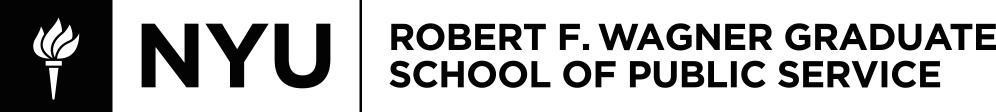 NYU
ROBERT F. WAGNER GRADUATE
SCHOOL OF PUBLIC SERVICE